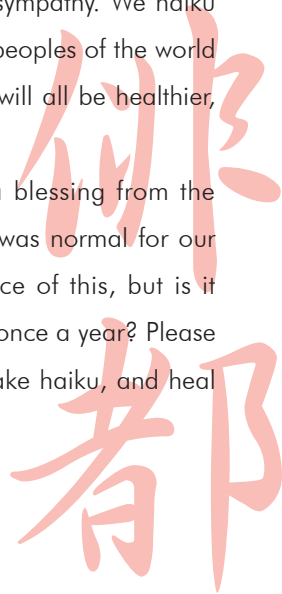 sympathy. We haiku
peoples of the world
will all be healthier,
blessing from the
was normal for our
ce of this, but is it
once a year? Please
ake haiku, and heal
俳都